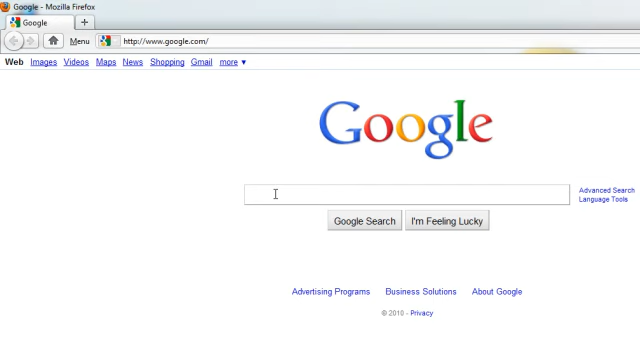 Google - Mozilla Firefox
Google
Menu http://www.google.com/
Web Images Videos Maps News Shopping Gmail more ▼
Google
Advanced Search
Language Tools
Google Search I'm Feeling Lucky
Advertising Programs Business Solutions About Google
© 2010 - Privacy